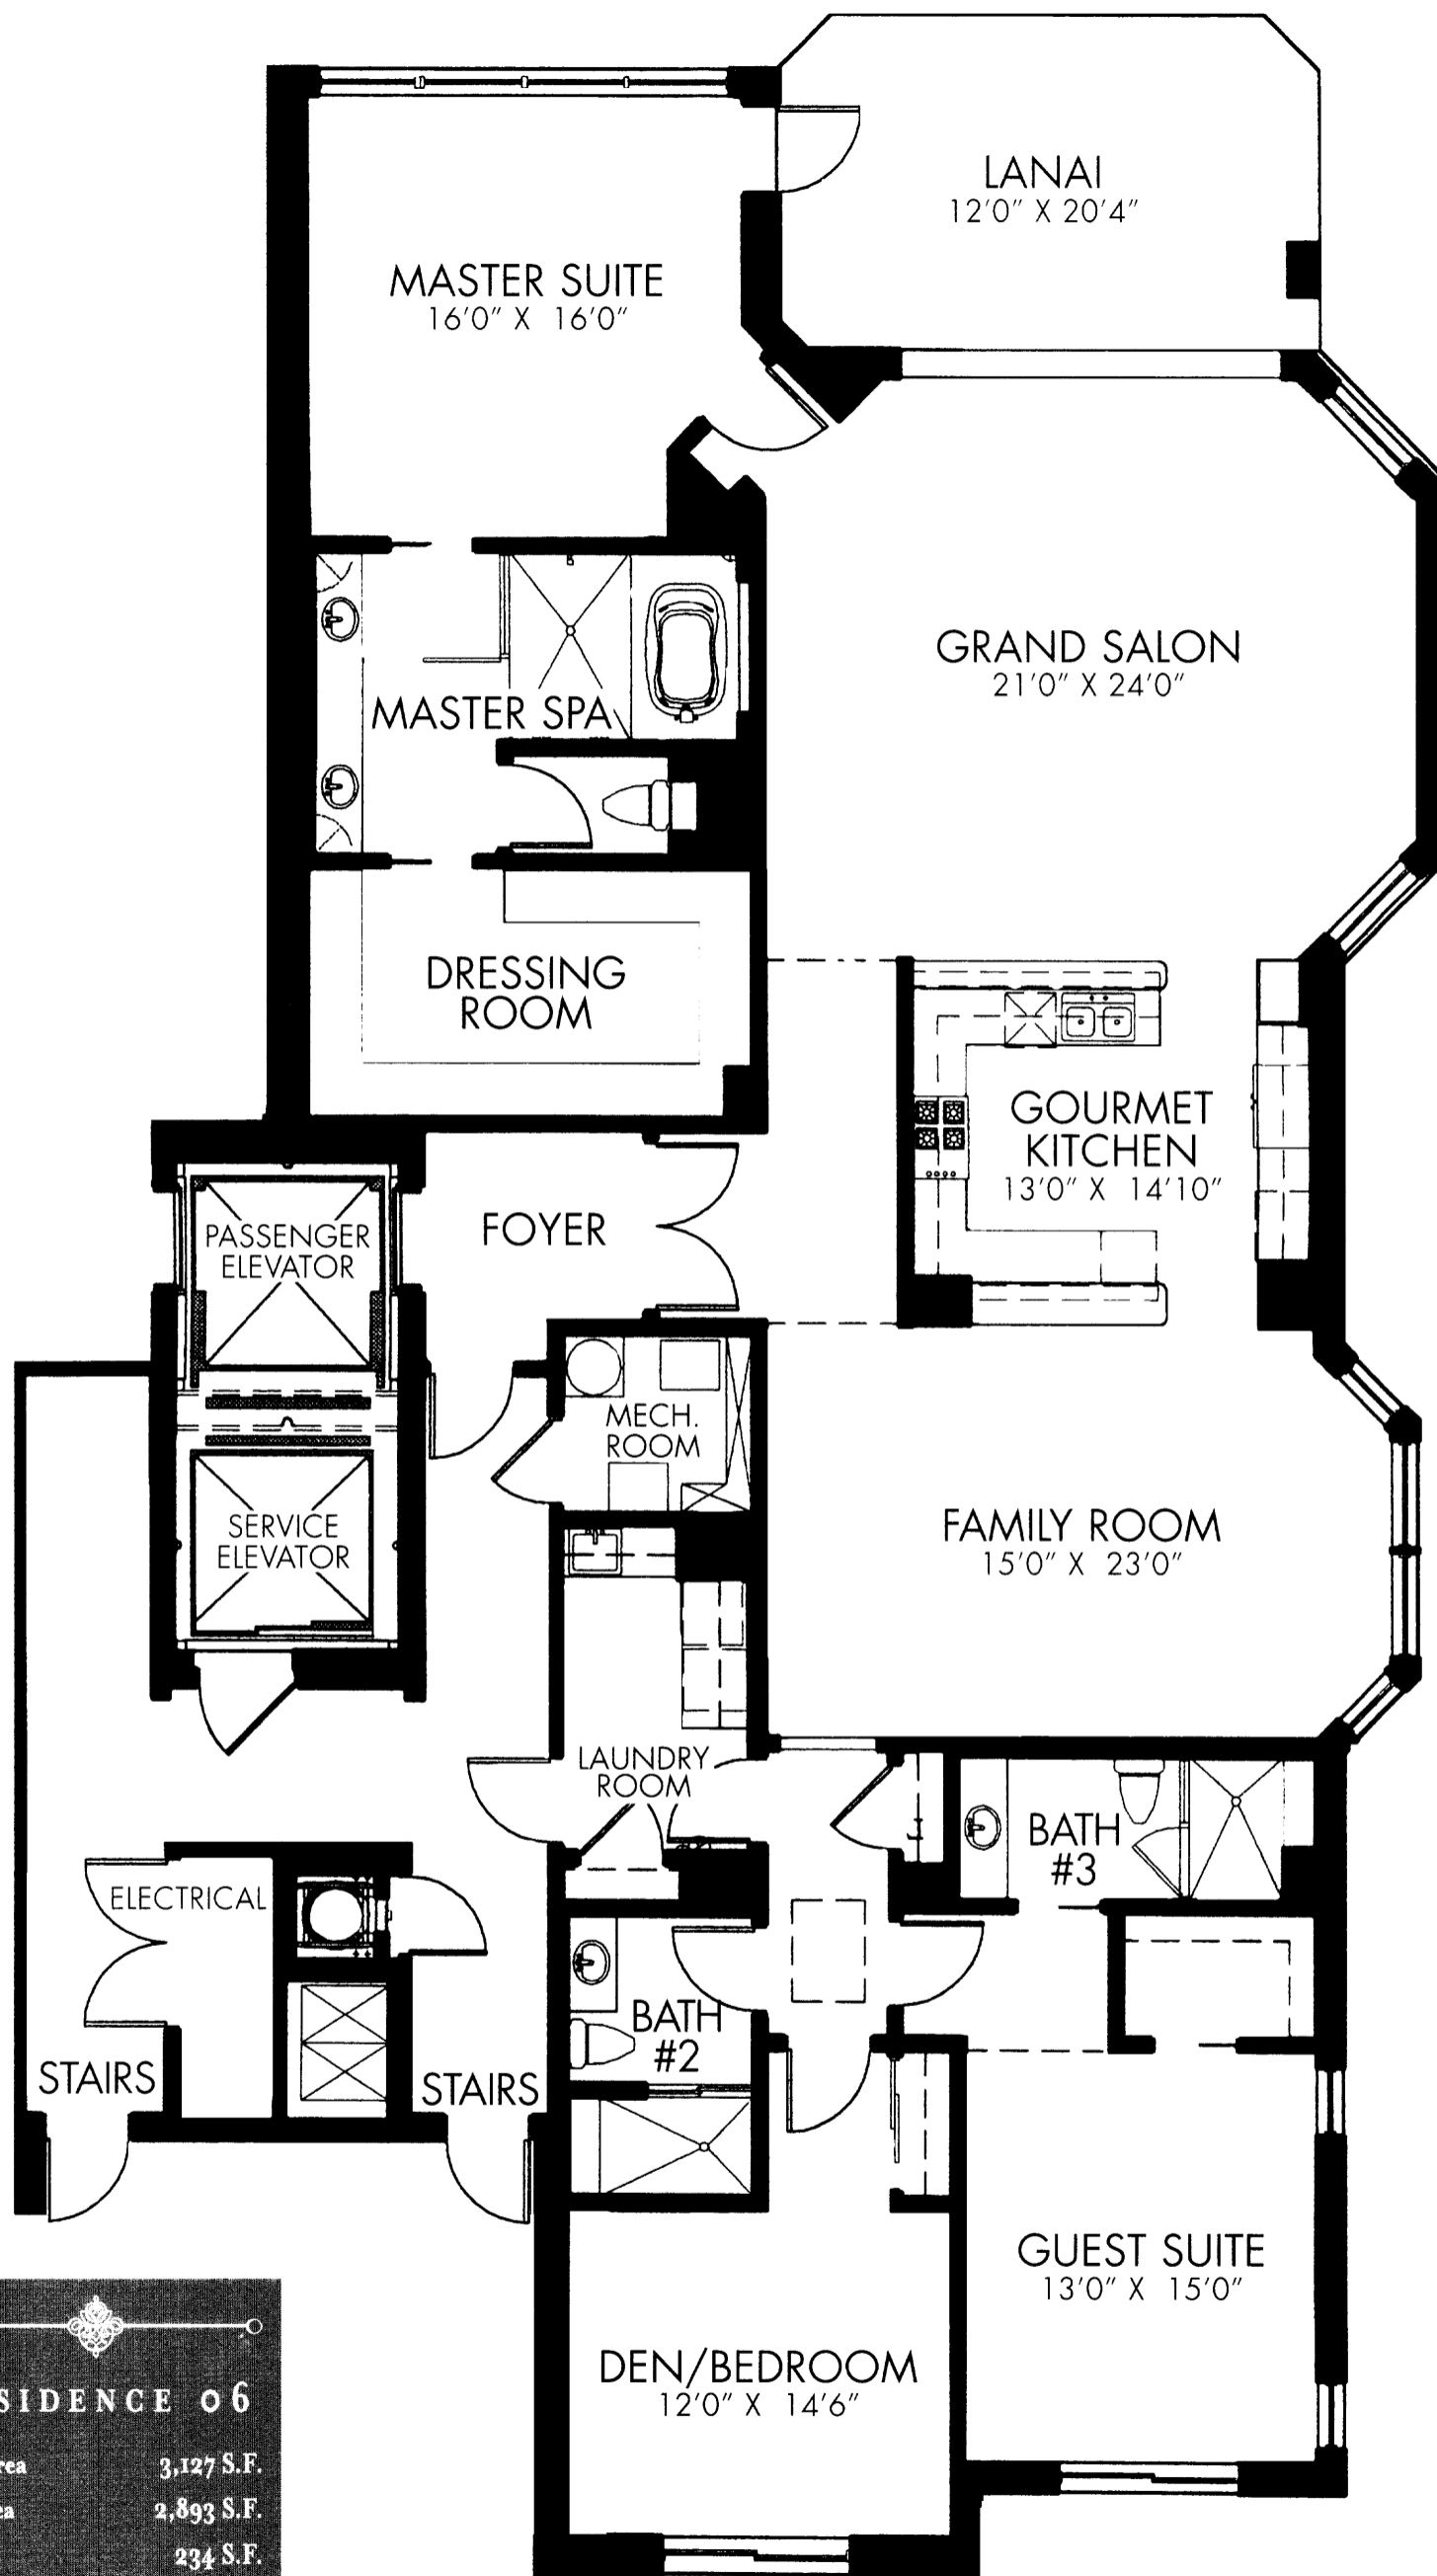 LANAI
12'0" X 20'4"
MASTER SUITE
16'0" X 16'0"
GRAND SALON
21'0" X 24'0"
MASTER SPA
DRESSING
ROOM
GOURMET
KITCHEN
13'0" X 14'10"
FOYER
PASSENGER
ELEVATOR
MECH.
ROOM
SERVICE
ELEVATOR
FAMILY ROOM
15'0" X 23'0"
LAUNDRY
ROOM
BATH
#3
ELECTRICAL
BATH
#2
STAIRS
STAIRS
GUEST SUITE
13'0" X 15'0"
DEN/BEDROOM
12'0" X 14'6"
SIDENCE 06
rea 3,127 S.F.
ea 2,893 S.F.
234 S.F.